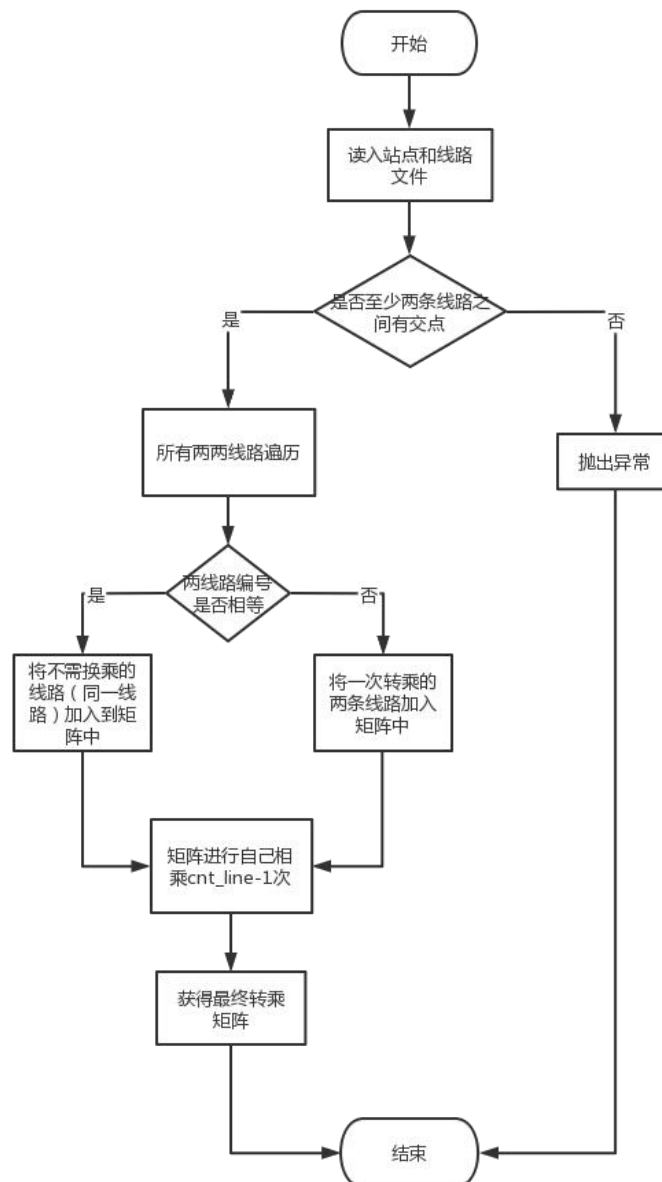 开始
读入站点和线路
文件
是否至少两条线路之
间有交点
是
否
所有两两线路遍历
抛出异常
两线路编号
是否相等
是
否
将不需换乘的
线路（同一线
路）加入到矩
阵中
将一次转乘的
两条线路加入
矩阵中
矩阵进行自己相
乘cnt_line-1次
获得最终转乘
矩阵
结束